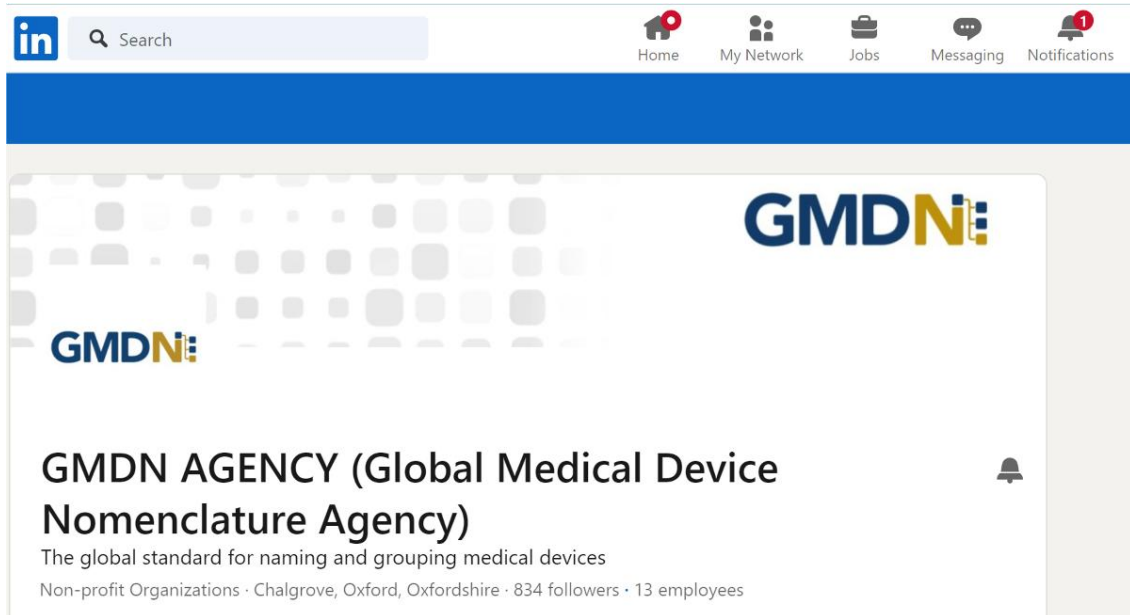 in Search
Home My Network Jobs Messaging 1 Notifications
GMDN
GMDN
GMDN AGENCY (Global Medical Device
Nomenclature Agency)
The global standard for naming and grouping medical devices
Non-profit Organizations · Chalgrove, Oxford, Oxfordshire · 834 followers · 13 employees